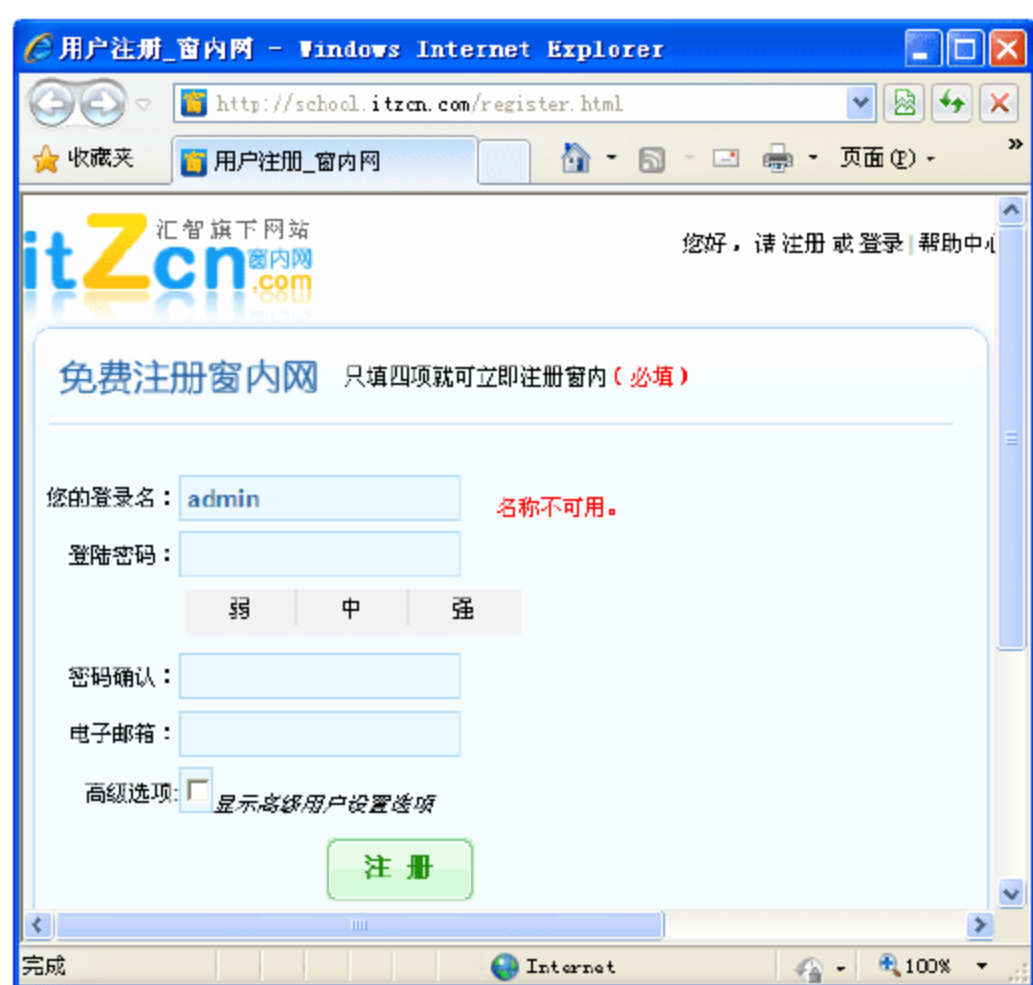 用户注册_窗内网 - Windows Internet Explorer
http://school.itzcn.com/register.html
收藏夹 用户注册_窗内网 页面(P)
itZcn.com 汇智旗下网站 窗内网
您好，请 注册 或 登录 | 帮助中心
免费注册窗内网 只填四项就可立即注册窗内(必填)
您的登录名： admin 名称不可用。
登陆密码：
弱 中 强
密码确认：
电子邮箱：
高级选项: 显示高级用户设置选项
注 册
完成 Internet 100%